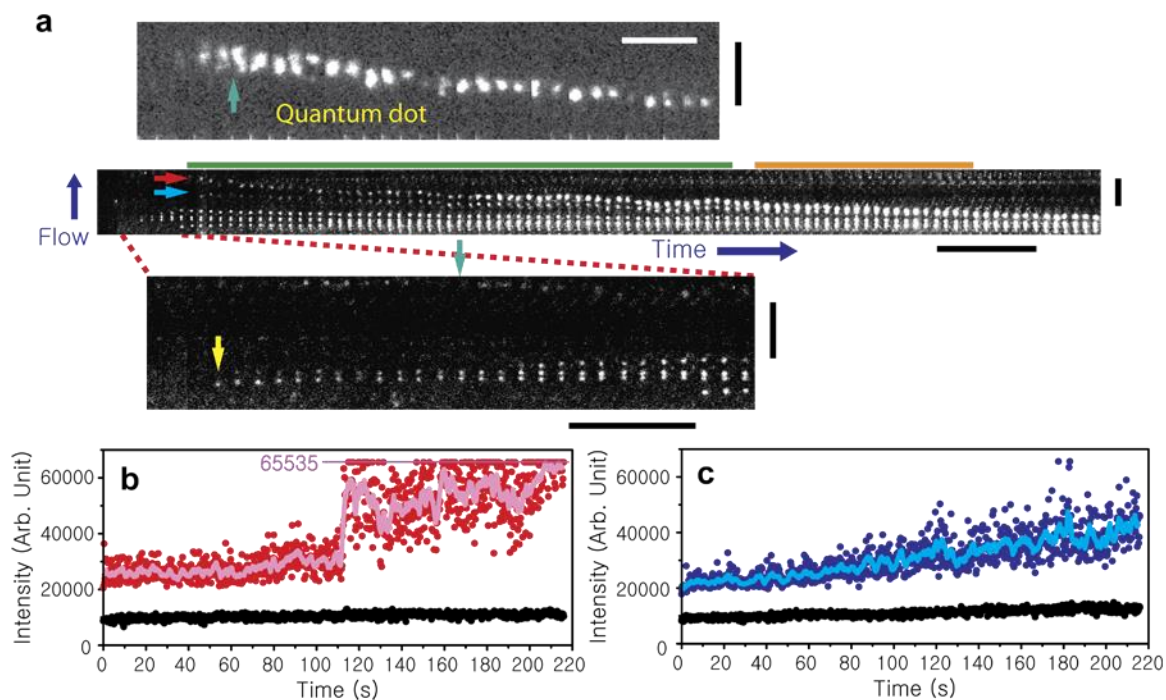 a
Quantum dot
Flow
Time
b
65535
Intensity (Arb. Unit)
60000
40000
20000
0
0 20 40 60 80 100 120 140 160 180 200 220
Time (s)
c
Intensity (Arb. Unit)
60000
40000
20000
0
0 20 40 60 80 100 120 140 160 180 200 220
Time (s)